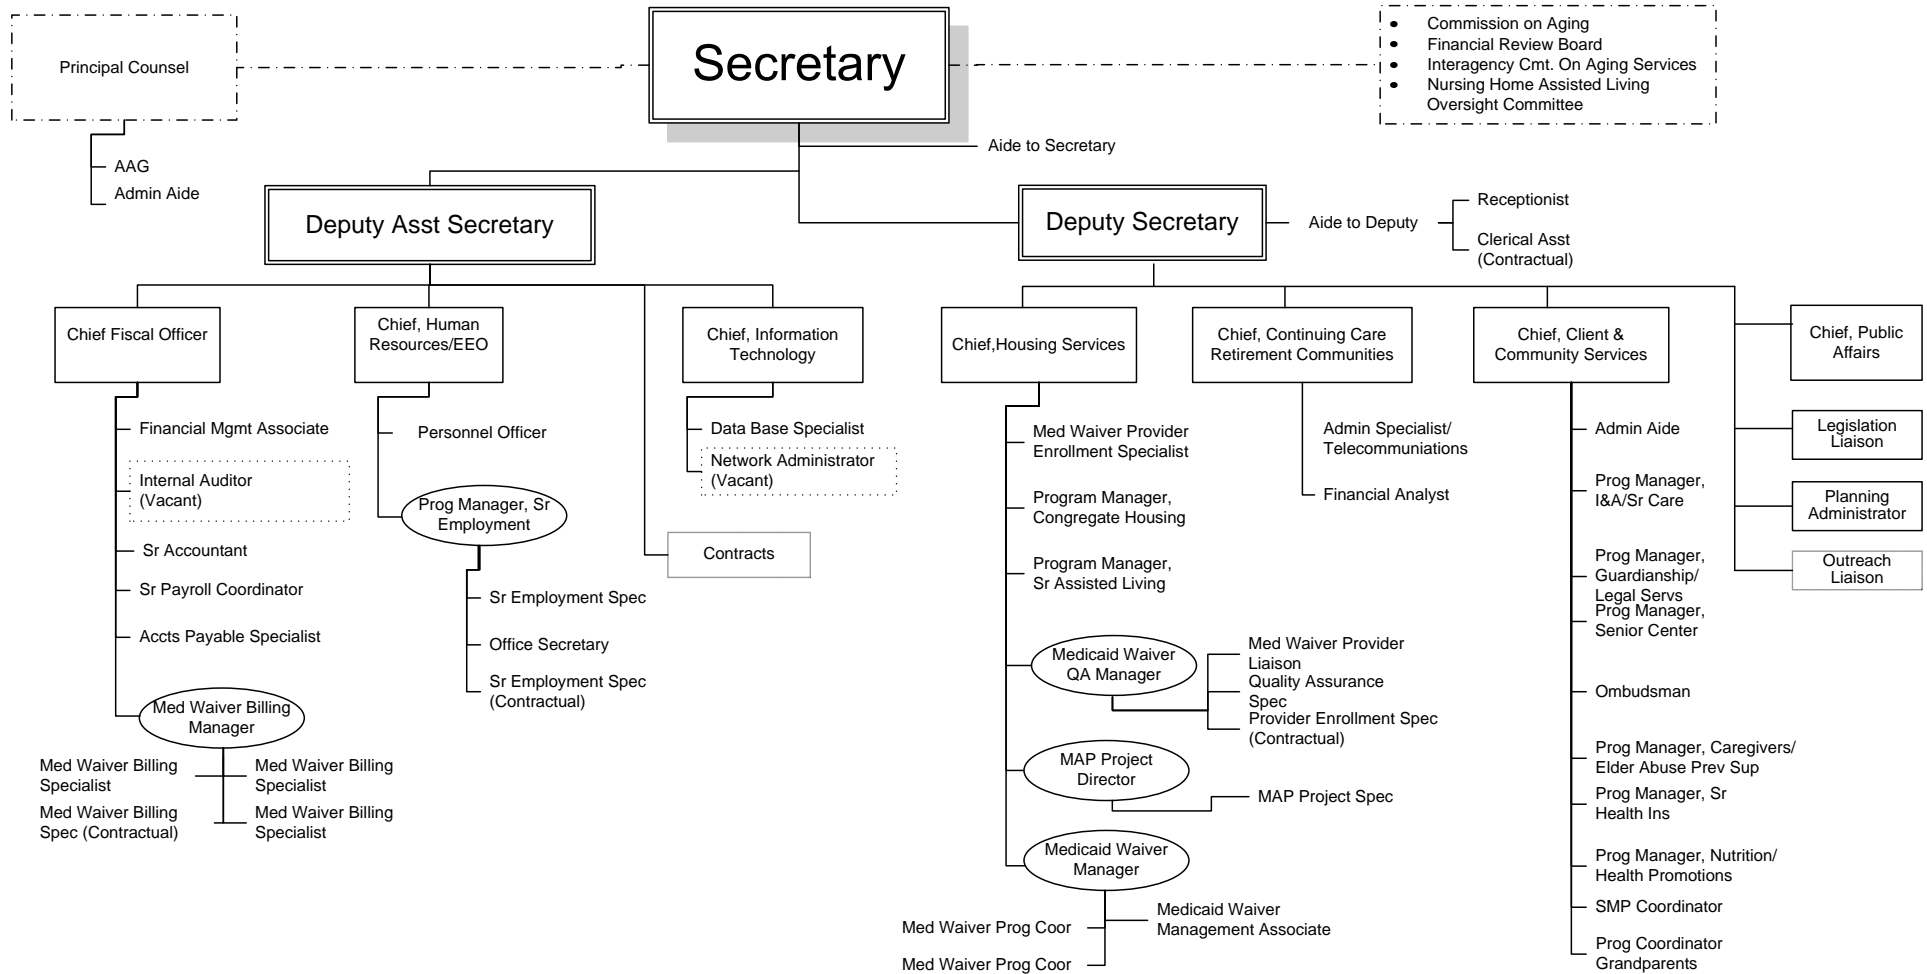 Principal Counsel
AAG
Admin Aide
Secretary
• Commission on Aging
• Financial Review Board
• Interagency Cmt. On Aging Services
• Nursing Home Assisted Living
Oversight Committee
Aide to Secretary
Deputy Asst Secretary
Deputy Secretary
Aide to Deputy
Receptionist
Clerical Asst
(Contractual)
Chief Fiscal Officer
Financial Mgmt Associate
Internal Auditor
(Vacant)
Sr Accountant
Sr Payroll Coordinator
Accts Payable Specialist
Med Waiver Billing
Manager
Med Waiver Billing
Specialist
Med Waiver Billing
Spec (Contractual)
Med Waiver Billing
Specialist
Med Waiver Billing
Specialist
Chief, Human
Resources/EEO
Personnel Officer
Prog Manager, Sr
Employment
Sr Employment Spec
Office Secretary
Sr Employment Spec
(Contractual)
Chief, Information
Technology
Data Base Specialist
Network Administrator
(Vacant)
Contracts
Chief,Housing Services
Med Waiver Provider
Enrollment Specialist
Program Manager,
Congregate Housing
Program Manager,
Sr Assisted Living
Medicaid Waiver
QA Manager
Med Waiver Provider
Liaison
Quality Assurance
Spec
Provider Enrollment Spec
(Contractual)
MAP Project
Director
MAP Project Spec
Medicaid Waiver
Manager
Med Waiver Prog Coor
Med Waiver Prog Coor
Medicaid Waiver
Management Associate
Chief, Continuing Care
Retirement Communities
Admin Specialist/
Telecommuniations
Financial Analyst
Chief, Client &
Community Services
Admin Aide
Prog Manager,
I&A/Sr Care
Prog Manager,
Guardianship/
Legal Servs
Prog Manager,
Senior Center
Ombudsman
Prog Manager, Caregivers/
Elder Abuse Prev Sup
Prog Manager, Sr
Health Ins
Prog Manager, Nutrition/
Health Promotions
SMP Coordinator
Prog Coordinator
Grandparents
Chief, Public
Affairs
Legislation
Liaison
Planning
Administrator
Outreach
Liaison